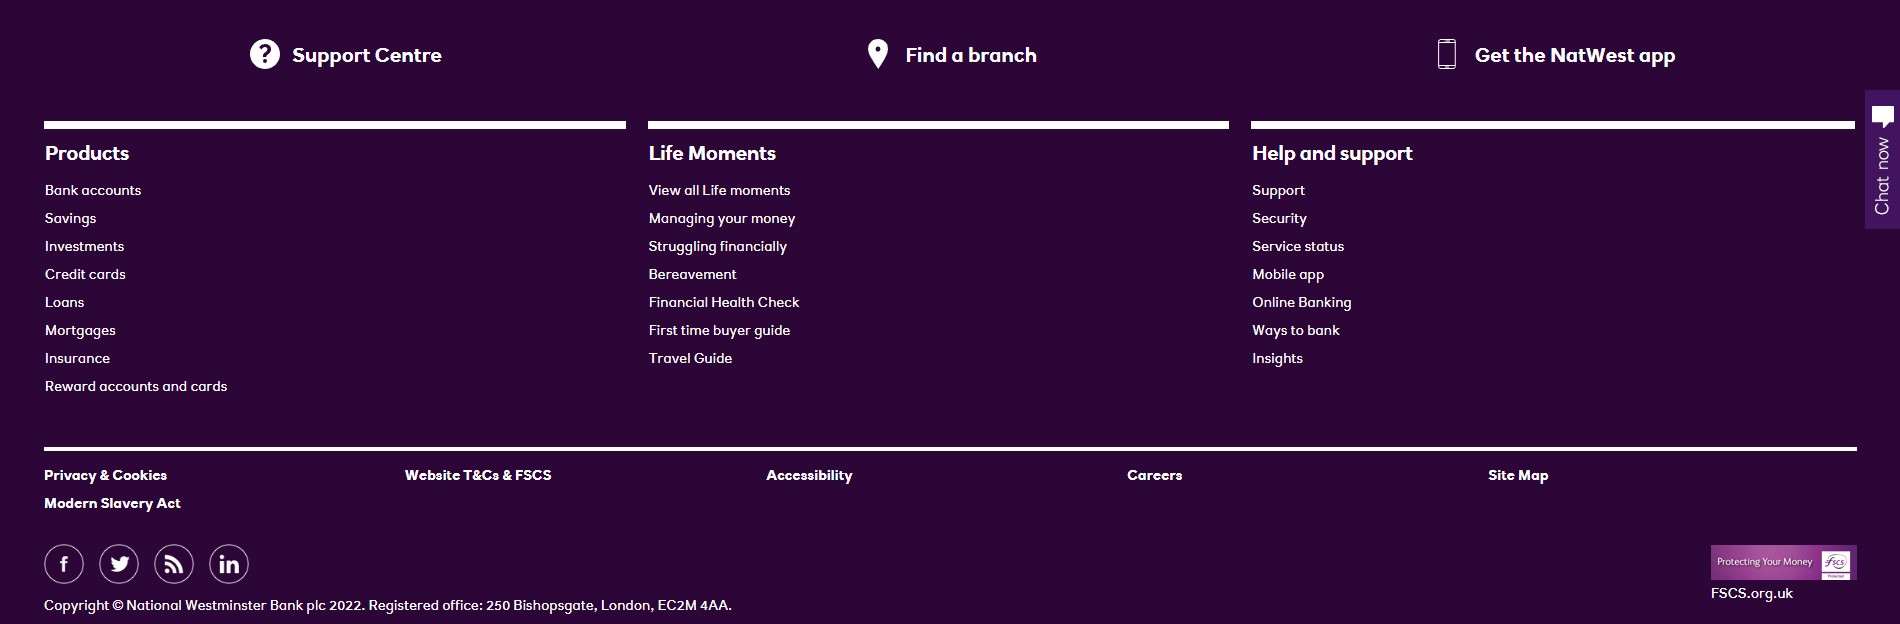 Support Centre
Find a branch
Get the NatWest app
Chat now
Products
Bank accounts
Savings
Investments
Credit cards
Loans
Mortgages
Insurance
Reward accounts and cards
Life Moments
View all Life moments
Managing your money
Struggling financially
Bereavement
Financial Health Check
First time buyer guide
Travel Guide
Help and support
Support
Security
Service status
Mobile app
Online Banking
Ways to bank
Insights
Privacy & Cookies
Website T&Cs & FSCS
Accessibility
Careers
Site Map
Modern Slavery Act
Protecting Your Money
fscs
Protected
FSCS.org.uk
Copyright © National Westminster Bank plc 2022. Registered office: 250 Bishopsgate, London, EC2M 4AA.